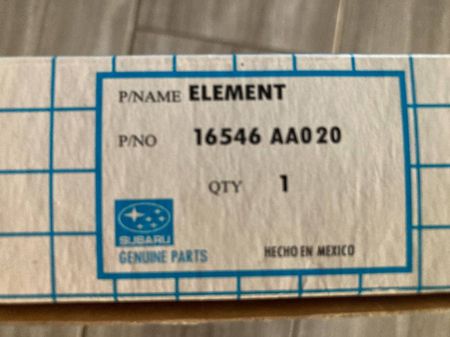 P/NAME ELEMENT
P/NO 16546 AA020
QTY 1
SUBARU
GENUINE PARTS
HECHO EN MEXICO